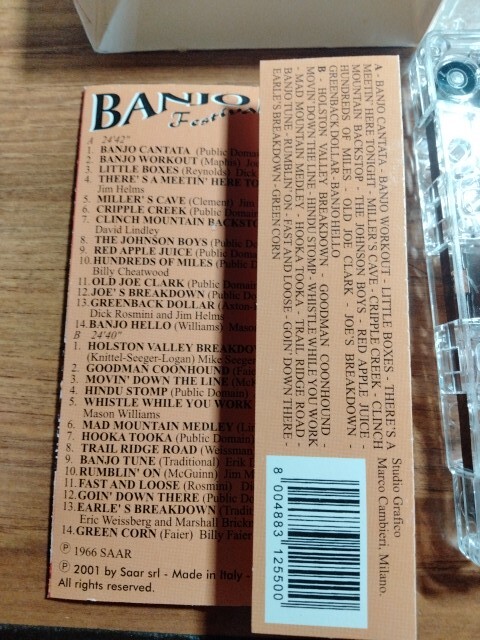 BANJO
Festival
A 24'42"
1. BANJO CANTATA (Public Domain)
2. BANJO WORKOUT (Maphis) Joe
3. LITTLE BOXES (Reynolds) Dick
4. THERE'S A MEETIN' HERE TO
Jim Helms
5. MILLER'S CAVE (Clement) Jim
6. CRIPPLE CREEK (Public Domain
7. CLINCH MOUNTAIN BACKSTO
David Lindley
8. THE JOHNSON BOYS (Public D
9. RED APPLE JUICE (Public Domain
10. HUNDREDS OF MILES (Public D
Billy Cheatwood
11. OLD JOE CLARK (Public Domain
12. JOE'S BREAKDOWN (Public Do
13. GREENBACK DOLLAR (Axton-
Dick Rosmini and Jim Helms
14. BANJO HELLO (Williams) Mason
B 24'40"
1. HOLSTON VALLEY BREAKDO
(Knittel-Seeger-Logan) Mike Seeger
2. GOODMAN COONHOUND (Faier
3. MOVIN' DOWN THE LINE (McK
4. HINDU STOMP (Public Domain)
5. WHISTLE WHILE YOU WORK
Mason Williams
6. MAD MOUNTAIN MEDLEY (Li
7. HOOKA TOOKA (Public Domain)
8. TRAIL RIDGE ROAD (Weissman
9. BANJO TUNE (Traditional) Erik D
10. RUMBLIN' ON (McGuinn) Jim M
11. FAST AND LOOSE (Rosmini) Di
12. GOIN' DOWN THERE (Public Do
13. EARLE'S BREAKDOWN (Tradit
Eric Weissberg and Marshall Brickm
14. GREEN CORN (Faier) Billy Faier
Ⓟ 1966 SAAR
Ⓟ 2001 by Saar srl - Made in Italy -
All rights reserved.
A - BANJO CANTATA - BANJO WORKOUT - LITTLE BOXES - THERE'S A
MEETIN' HERE TONIGHT - MILLER'S CAVE - CRIPPLE CREEK - CLINCH
MOUNTAIN BACKSTOP - THE JOHNSON BOYS - RED APPLE JUICE -
HUNDREDS OF MILES - OLD JOE CLARK - JOE'S BREAKDOWN -
GREENBACK DOLLAR - BANJO HELLO
B - HOLSTON VALLEY BREAKDOWN - GOODMAN COONHOUND -
MOVIN' DOWN THE LINE - HINDU STOMP - WHISTLE WHILE YOU WORK
- MAD MOUNTAIN MEDLEY - HOOKA TOOKA - TRAIL RIDGE ROAD -
BANJO TUNE - RUMBLIN' ON - FAST AND LOOSE - GOIN' DOWN THERE -
EARLE'S BREAKDOWN - GREEN CORN
Studio Grafico
Marco Cambieri, Milano.
8 004883 125500